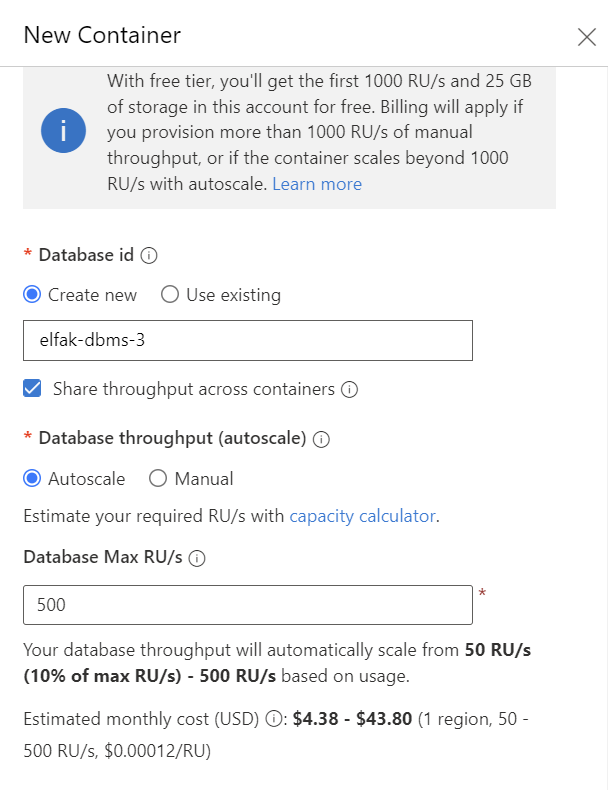 New Container
With free tier, you'll get the first 1000 RU/s and 25 GB
of storage in this account for free. Billing will apply if
you provision more than 1000 RU/s of manual
throughput, or if the container scales beyond 1000
RU/s with autoscale. Learn more
* Database id
Create new Use existing
elfak-dbms-3
Share throughput across containers
* Database throughput (autoscale)
Autoscale Manual
Estimate your required RU/s with capacity calculator.
Database Max RU/s
500 *
Your database throughput will automatically scale from 50 RU/s
(10% of max RU/s) - 500 RU/s based on usage.
Estimated monthly cost (USD) : $4.38 - $43.80 (1 region, 50 -
500 RU/s, $0.00012/RU)